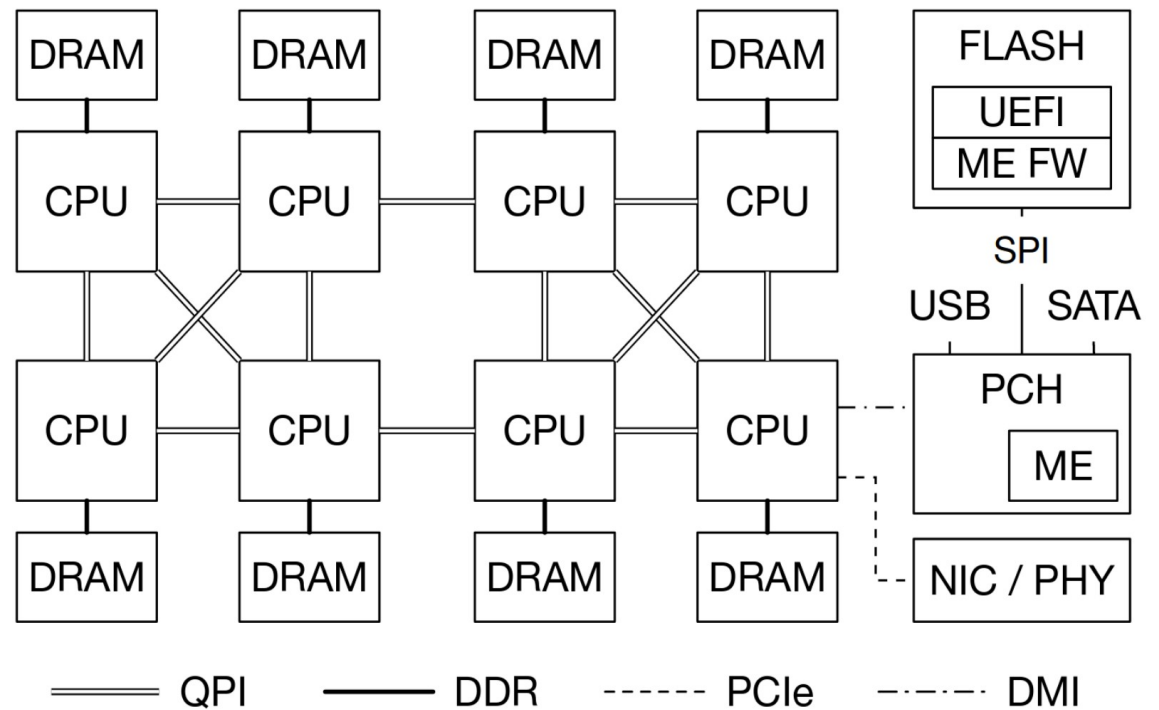 DRAM
DRAM
DRAM
DRAM
FLASH
UEFI
ME FW
CPU
CPU
CPU
CPU
SPI
USB
SATA
PCH
ME
CPU
CPU
CPU
CPU
DRAM
DRAM
DRAM
DRAM
NIC / PHY
QPI
DDR
PCIe
DMI